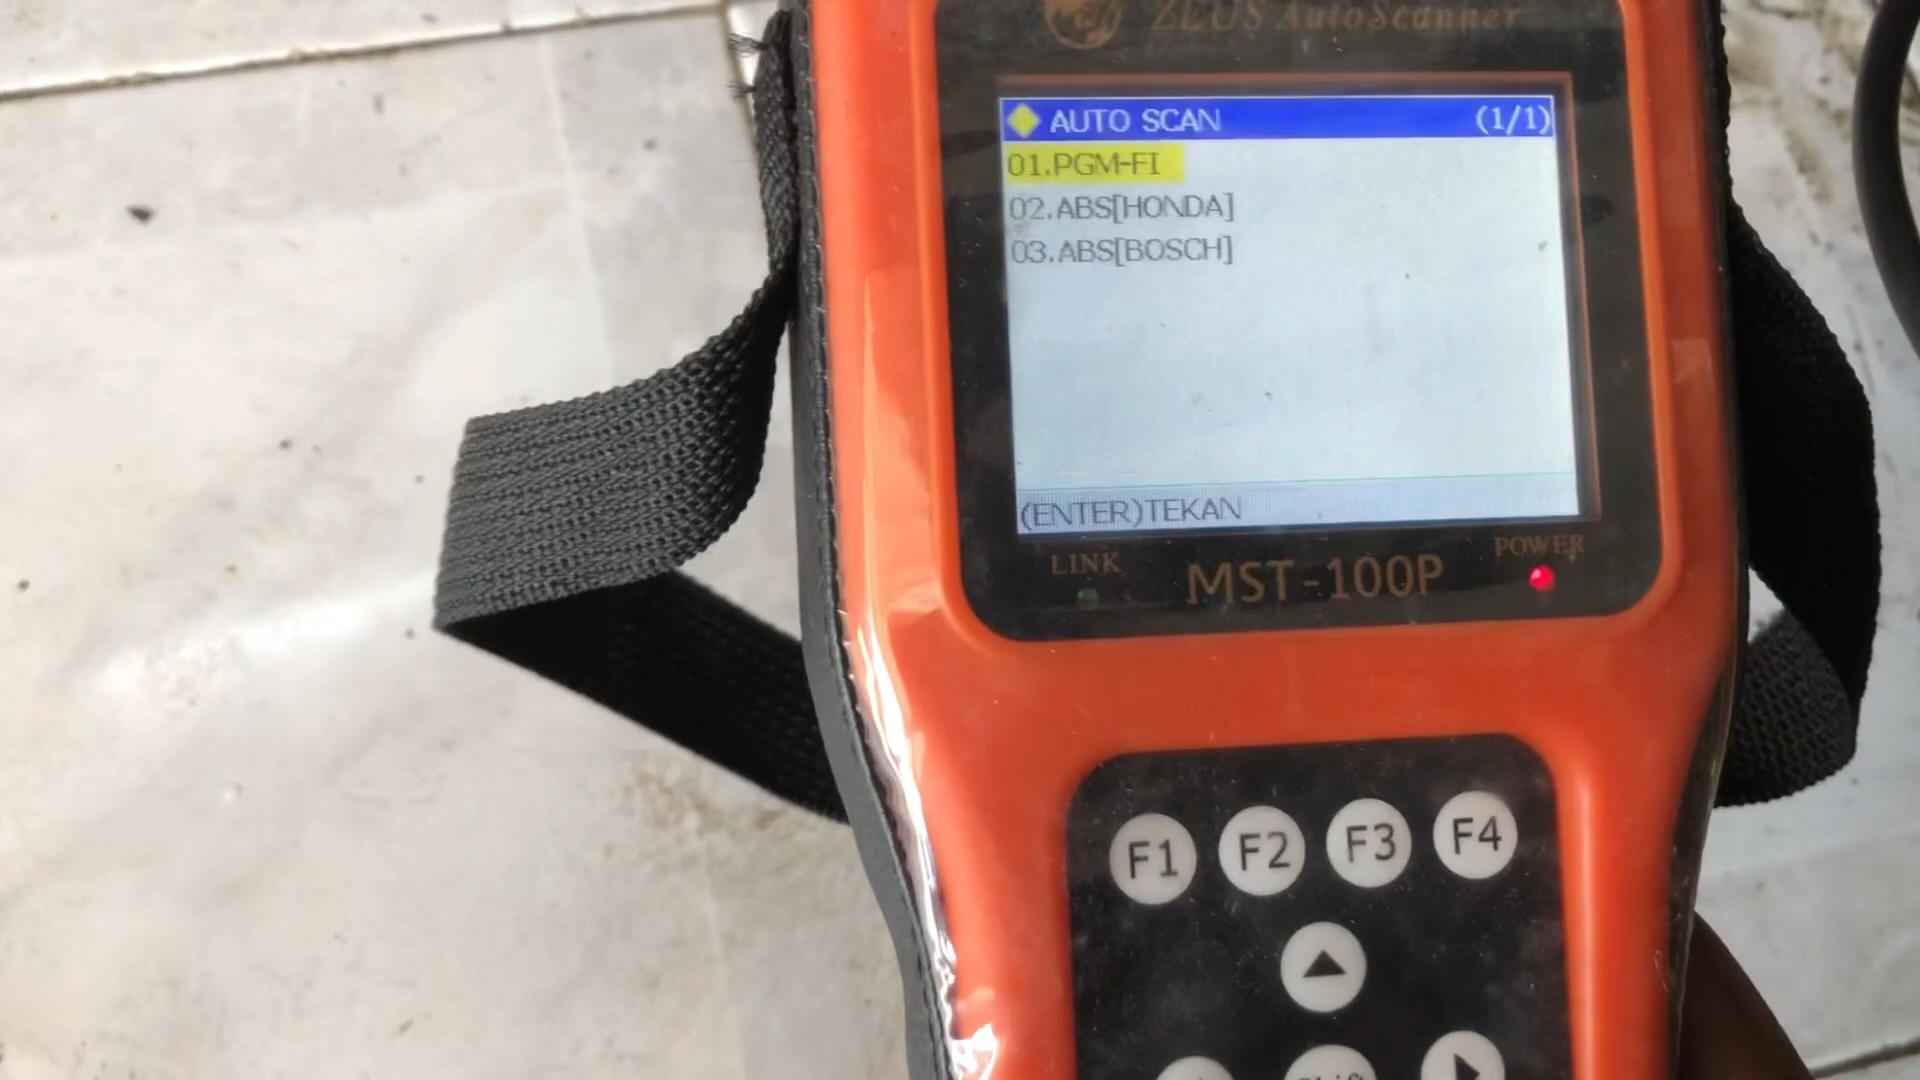 ZEUS AutoScanner
AUTO SCAN (1/1)
01.PGM-FI
02.ABS[HONDA]
03.ABS[BOSCH]
(ENTER)TEKAN
LINK
MST-100P
POWER
F1 F2 F3 F4
Shift